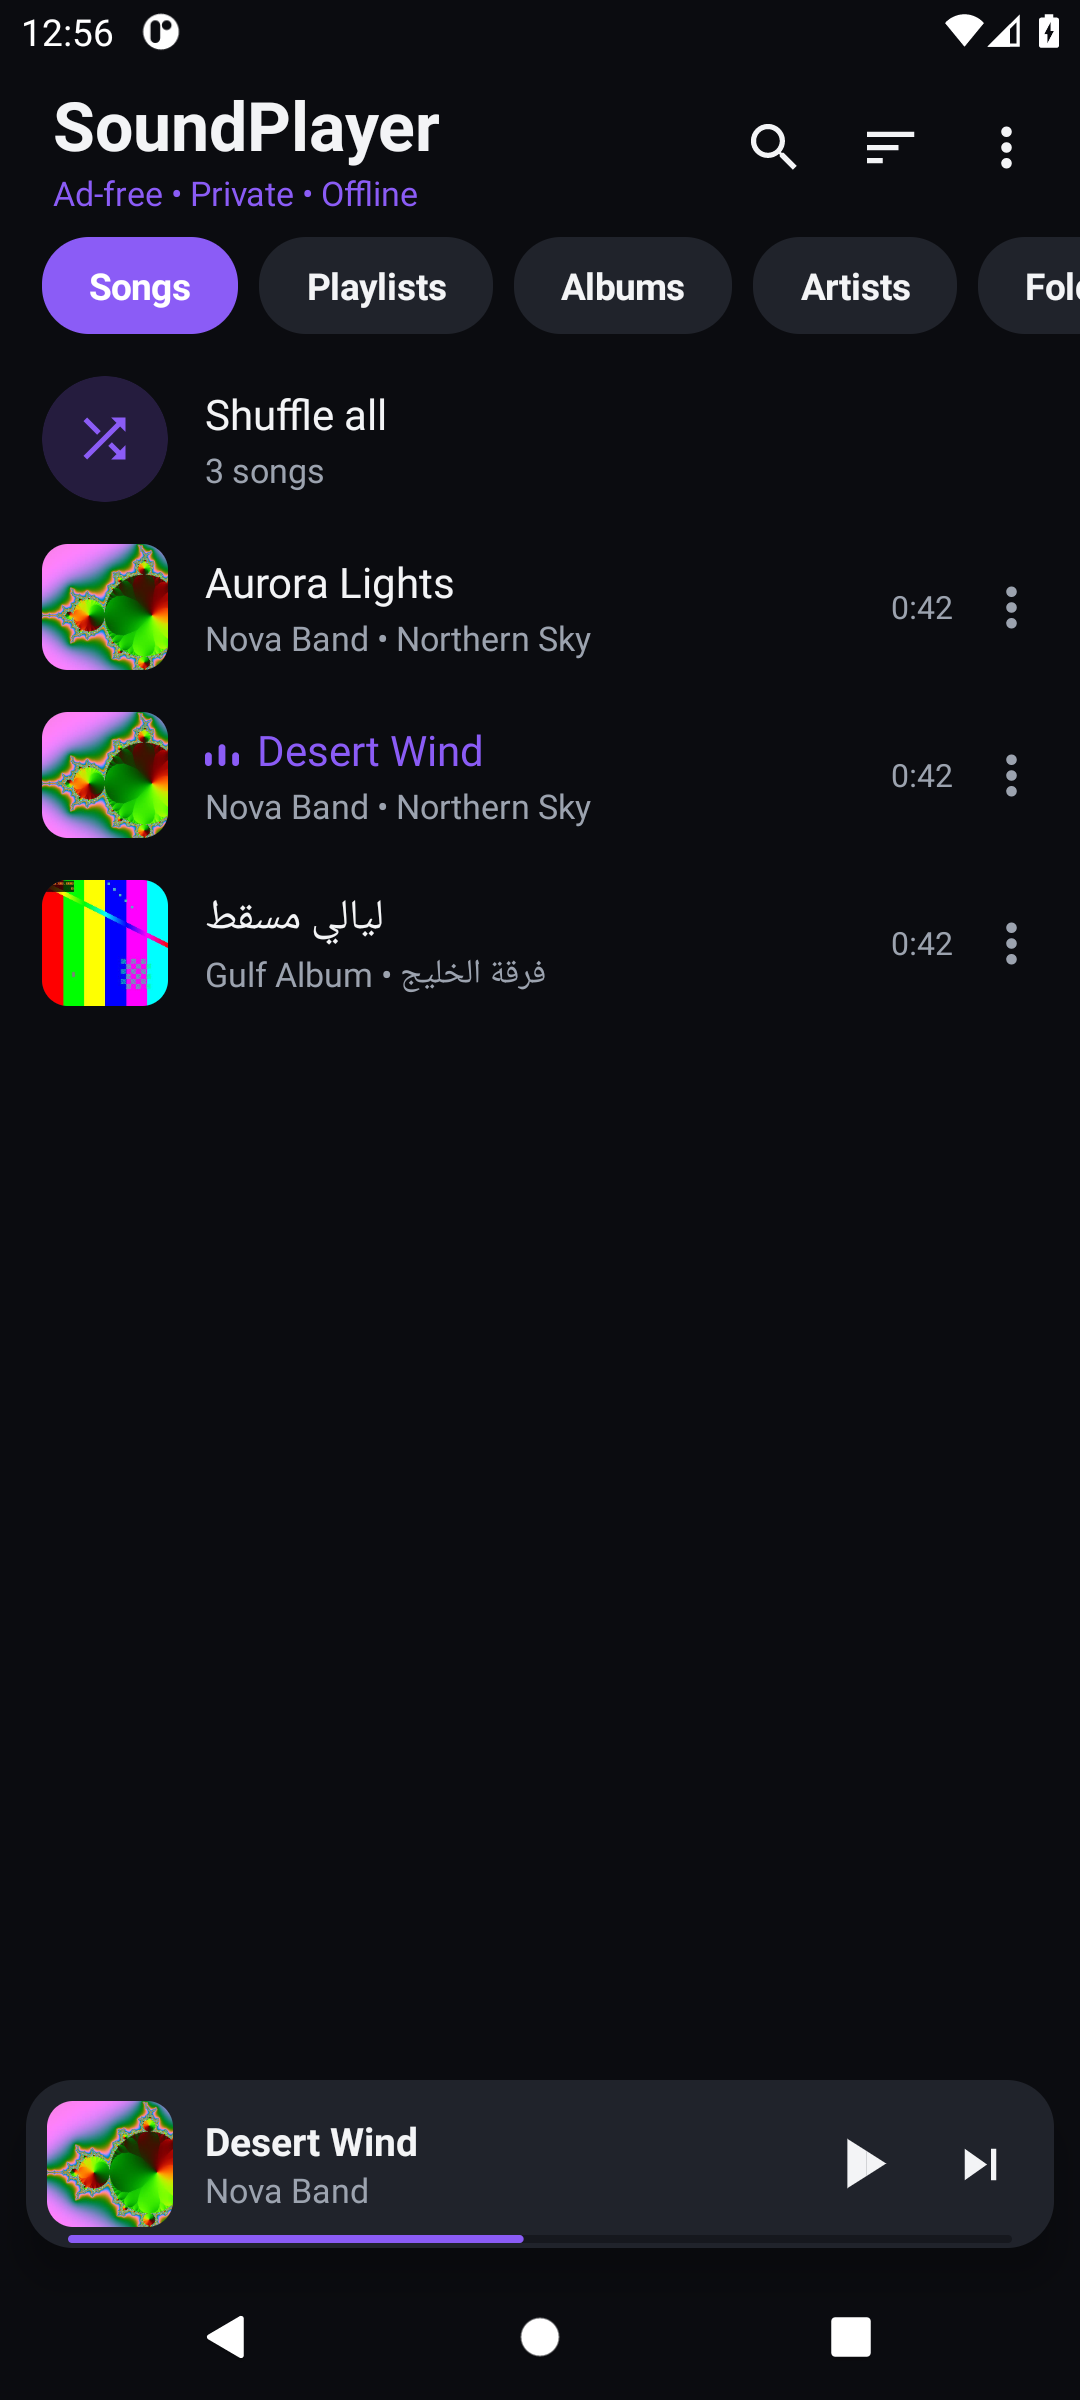 12:56
SoundPlayer
Ad-free • Private • Offline
Songs
Playlists
Albums
Artists
Fol
Shuffle all
3 songs
Aurora Lights
Nova Band • Northern Sky
0:42
Desert Wind
Nova Band • Northern Sky
0:42
ليالي مسقط
Gulf Album • فرقة الخليج
0:42
Desert Wind
Nova Band